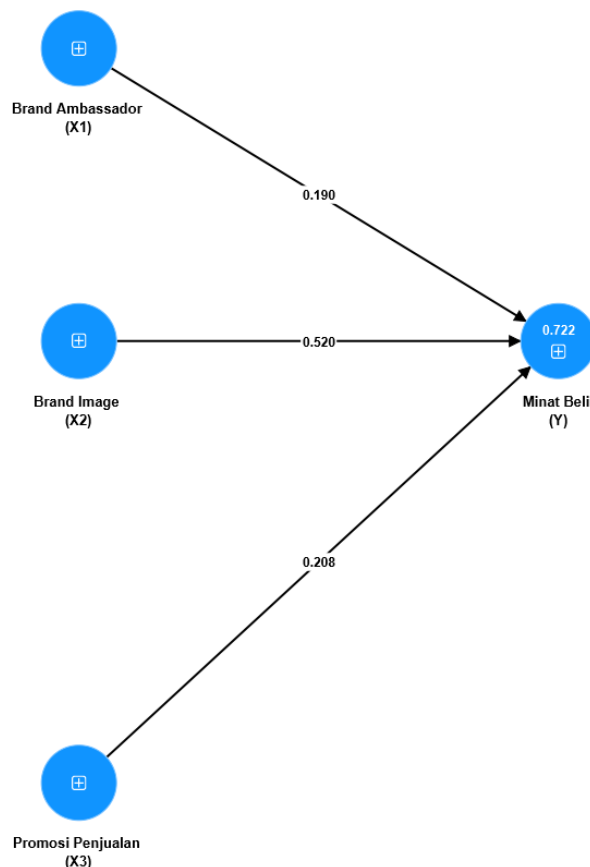 Brand Ambassador
(X1)
0.190
0.722
0.520
Brand Image
(X2)
Minat Beli
(Y)
0.208
Promosi Penjualan
(X3)